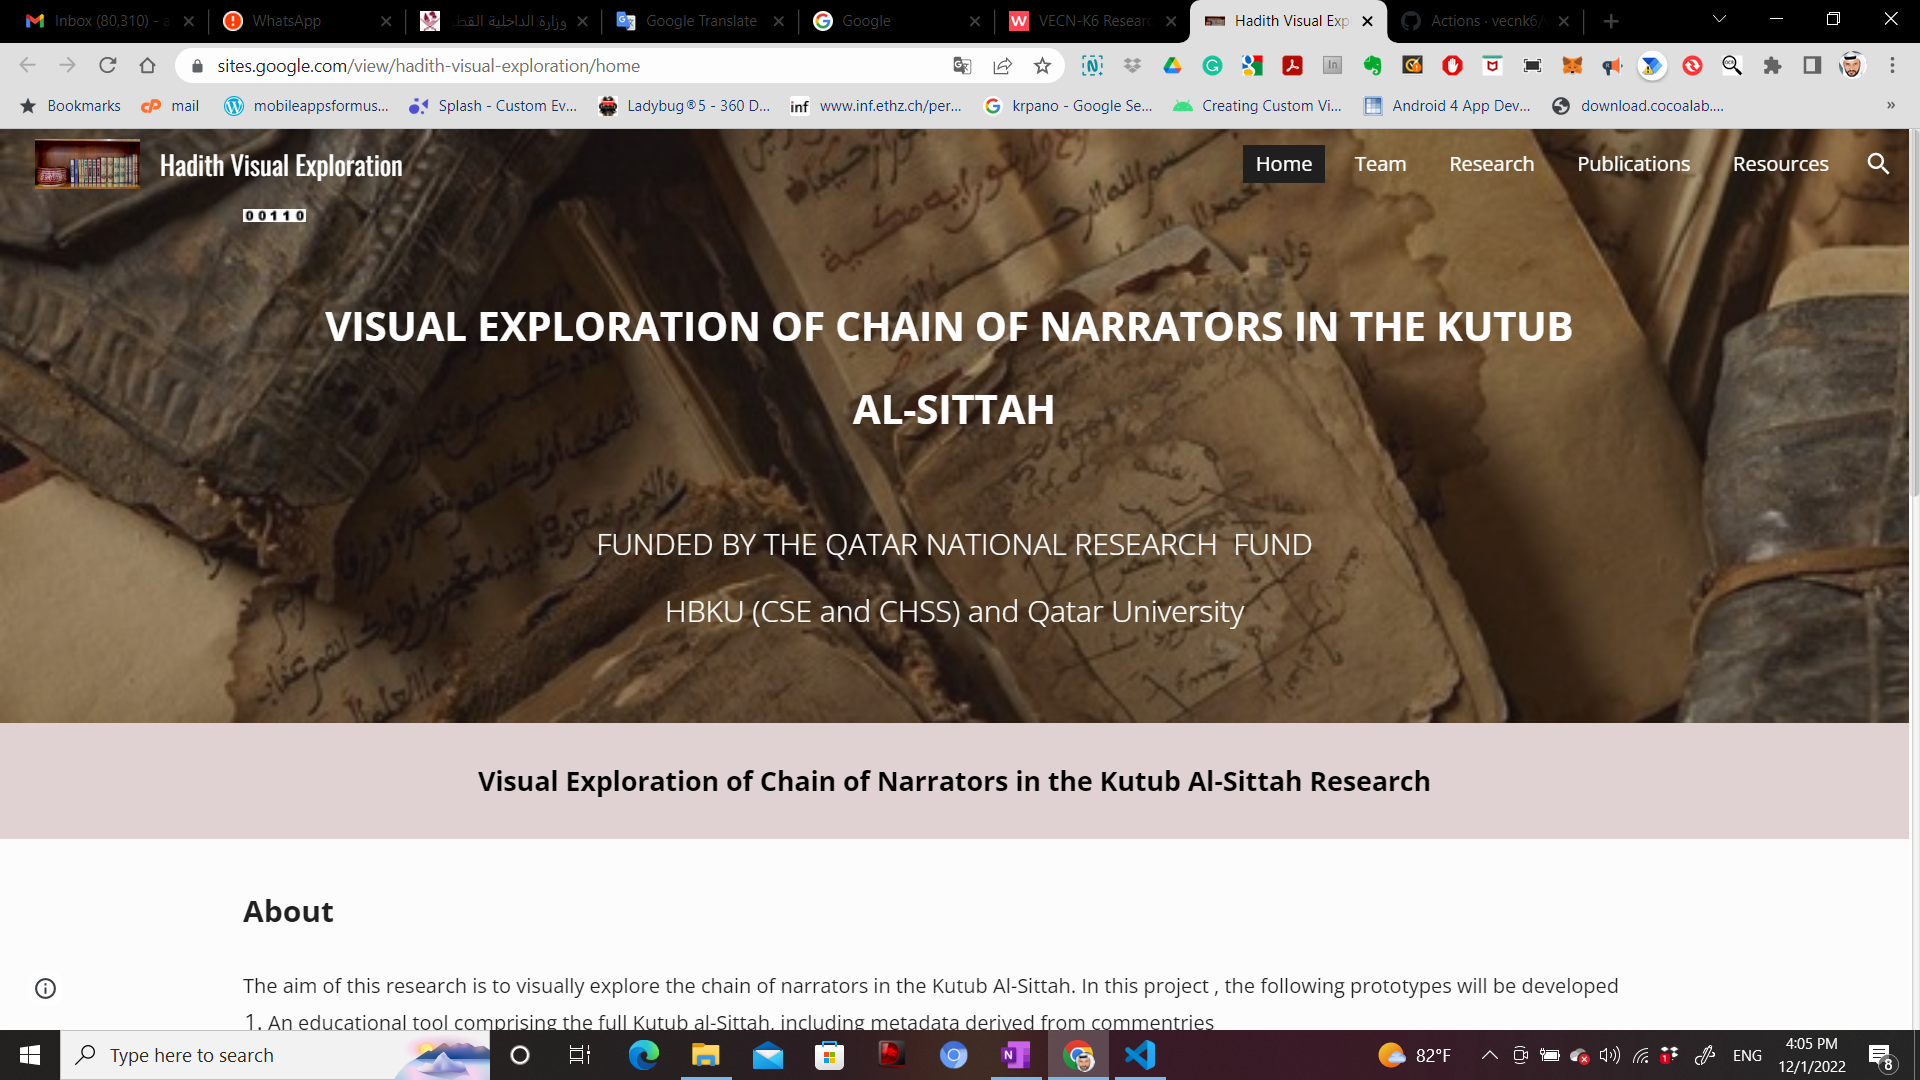 Inbox (80,310) - a
WhatsApp
وزارة الداخلية القط
Google Translate
Google
VECN-K6 Researc
Hadith Visual Exp
Actions · vecnk6/
sites.google.com/view/hadith-visual-exploration/home
Bookmarks
mail
mobileappsformus...
Splash - Custom Ev...
Ladybug®5 - 360 D...
inf www.inf.ethz.ch/per...
krpano - Google Se...
Creating Custom Vi...
Android 4 App Dev...
download.cocoalab....
»
Hadith Visual Exploration
Home
Team
Research
Publications
Resources
00110
VISUAL EXPLORATION OF CHAIN OF NARRATORS IN THE KUTUB
AL-SITTAH
FUNDED BY THE QATAR NATIONAL RESEARCH FUND
HBKU (CSE and CHSS) and Qatar University
Visual Exploration of Chain of Narrators in the Kutub Al-Sittah Research
About
The aim of this research is to visually explore the chain of narrators in the Kutub Al-Sittah. In this project , the following prototypes will be developed
1. An educational tool comprising the full Kutub al-Sittah, including metadata derived from commentries
Type here to search
82°F
ENG
4:05 PM
12/1/2022
8